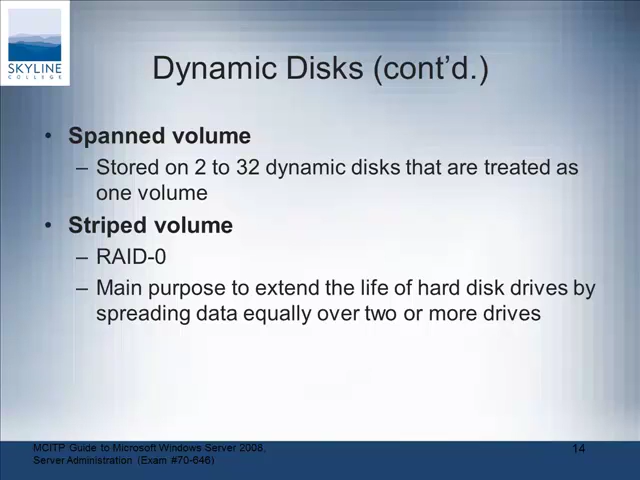 SKYLINE
COLLEGE
Dynamic Disks (cont’d.)
• Spanned volume
– Stored on 2 to 32 dynamic disks that are treated as
one volume
• Striped volume
– RAID-0
– Main purpose to extend the life of hard disk drives by
spreading data equally over two or more drives
MCITP Guide to Microsoft Windows Server 2008,
Server Administration (Exam #70-646)
14